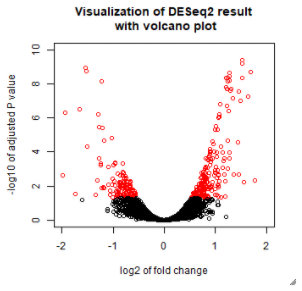 Visualization of DESeq2 result
with volcano plot
-log10 of adjusted P value
10
8
6
4
2
0
-2
-1
0
1
2
log2 of fold change